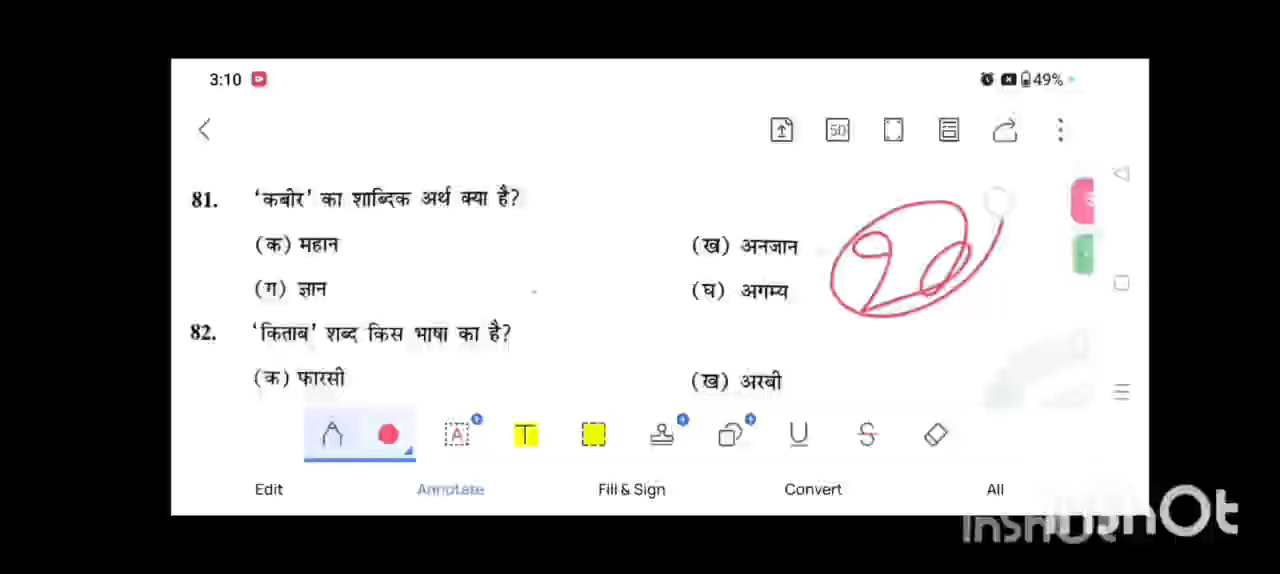 3:10 49%
50
81. ‘कबीर’ का शाब्दिक अर्थ क्या है?
(क) महान (ख) अनजान
(ग) ज्ञान (घ) अगम्य
82. ‘किताब’ शब्द किस भाषा का है?
(क) फारसी (ख) अरबी
A T U S
Edit Annotate Fill & Sign Convert All
InShOt